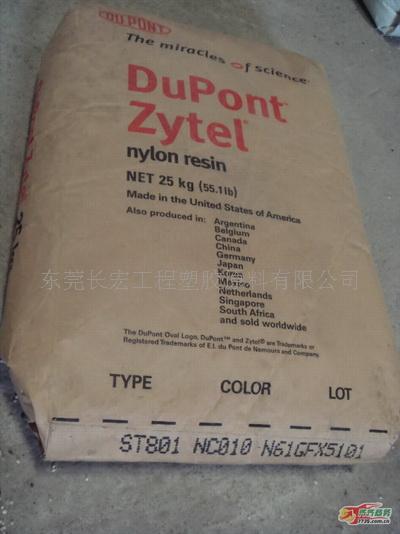 DU PONT
The miracles of science
DuPont
Zytel®
nylon resin
NET 25 kg (55.1lb)
Made in the United States of America
Also produced in: Argentina
Belgium
Canada
China
Germany
Japan
Korea
Mexico
Netherlands
Singapore
South Africa
and sold worldwide
东莞长宏工程塑胶原料有限公司
The DuPont Oval Logo, DuPont™ and Zytel® are Trademarks or
Registered Trademarks of E.I. du Pont de Nemours and Company.
TYPE COLOR LOT
ST801 NC010 N61GFX5101